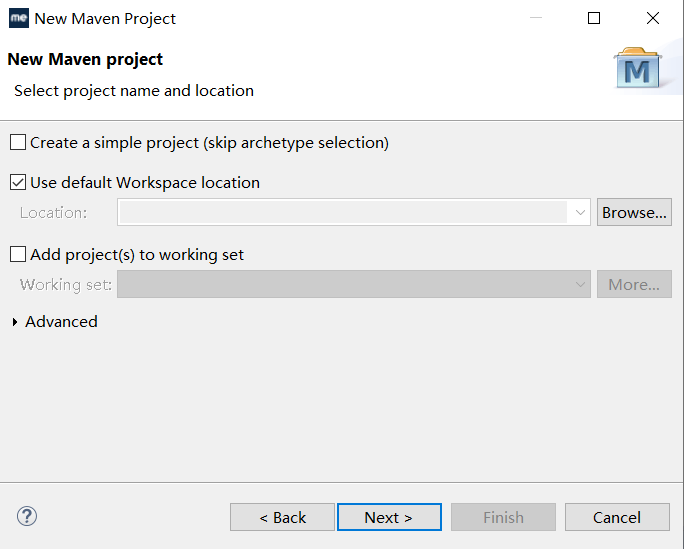 me New Maven Project
New Maven project
Select project name and location
M
Create a simple project (skip archetype selection)
Use default Workspace location
Location:
Browse...
Add project(s) to working set
Working set:
More...
Advanced
?
< Back
Next >
Finish
Cancel